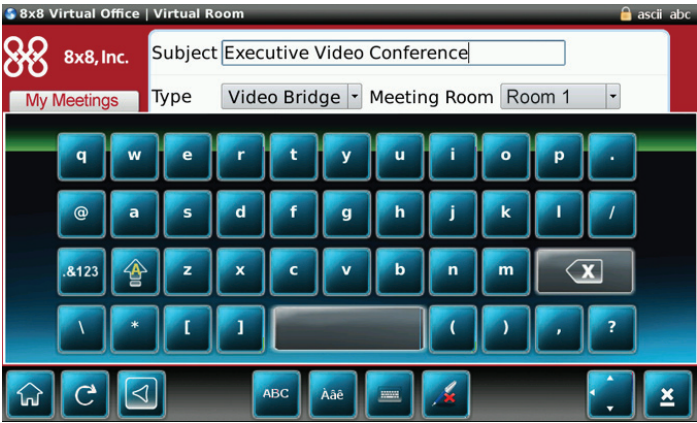 8x8 Virtual Office | Virtual Room ascii abc
8x8, Inc.
Subject Executive Video Conference
My Meetings
Type Video Bridge Meeting Room Room 1
q w e r t y u i o p .
@ a s d f g h j k l /
.&123 A z x c v b n m X
\ * [ ] ( ) , ?
ABC Àâê x